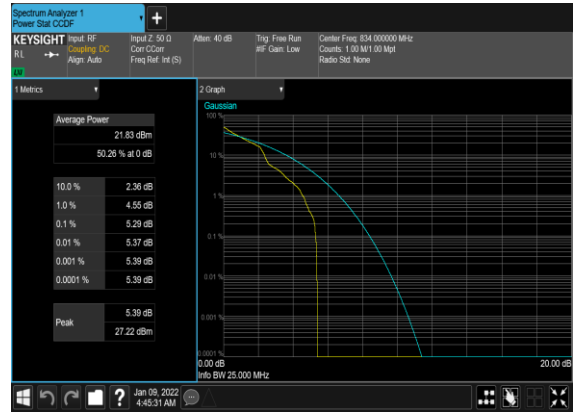 Spectrum Analyzer 1
Power Stat CCDF
+
KEYSIGHT
Input: RF
Input Z: 50 Ω
Atten: 40 dB
Trig: Free Run
Center Freq: 834.000000 MHz
R L
Coupling: DC
Corr CCorr
#IF Gain: Low
Counts: 1.00 M/1.00 Mpt
Align: Auto
Freq Ref: Int (S)
Radio Std: None
1 Metrics
2 Graph
Average Power
21.83 dBm
50.26 % at 0 dB
10.0 % 2.36 dB
1.0 % 4.55 dB
0.1 % 5.29 dB
0.01 % 5.37 dB
0.001 % 5.39 dB
0.0001 % 5.39 dB
Peak
5.39 dB
27.22 dBm
Gaussian
100 %
10 %
1 %
0.1 %
0.01 %
0.001 %
0.0001 %
0.00 dB
20.00 dB
Info BW 25.000 MHz
?
Jan 09, 2022
4:45:31 AM